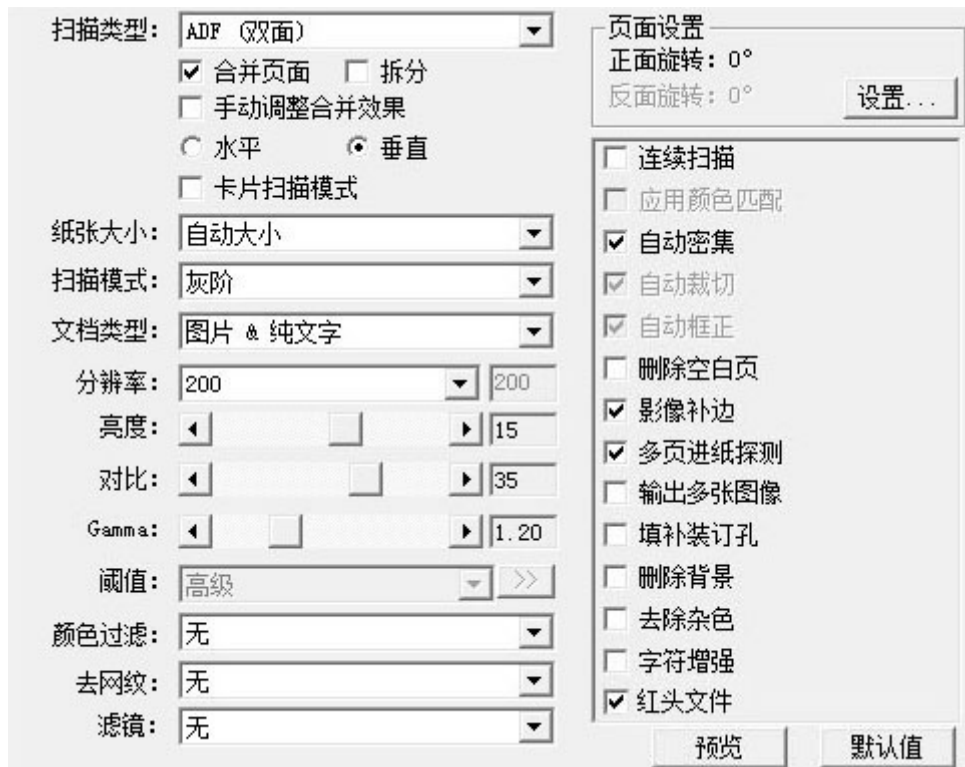 扫描类型: ADF (双面)
合并页面 拆分
手动调整合并效果
水平 垂直
卡片扫描模式
纸张大小: 自动大小
扫描模式: 灰阶
文档类型: 图片 & 纯文字
分辨率: 200 200
亮度: 15
对比: 35
Gamma: 1.20
阈值: 高级 >>
颜色过滤: 无
去网纹: 无
滤镜: 无
页面设置
正面旋转: 0°
反面旋转: 0° 设置...
连续扫描
应用颜色匹配
自动密集
自动裁切
自动框正
删除空白页
影像补边
多页进纸探测
输出多张图像
填补装订孔
删除背景
去除杂色
字符增强
红头文件
预览 默认值